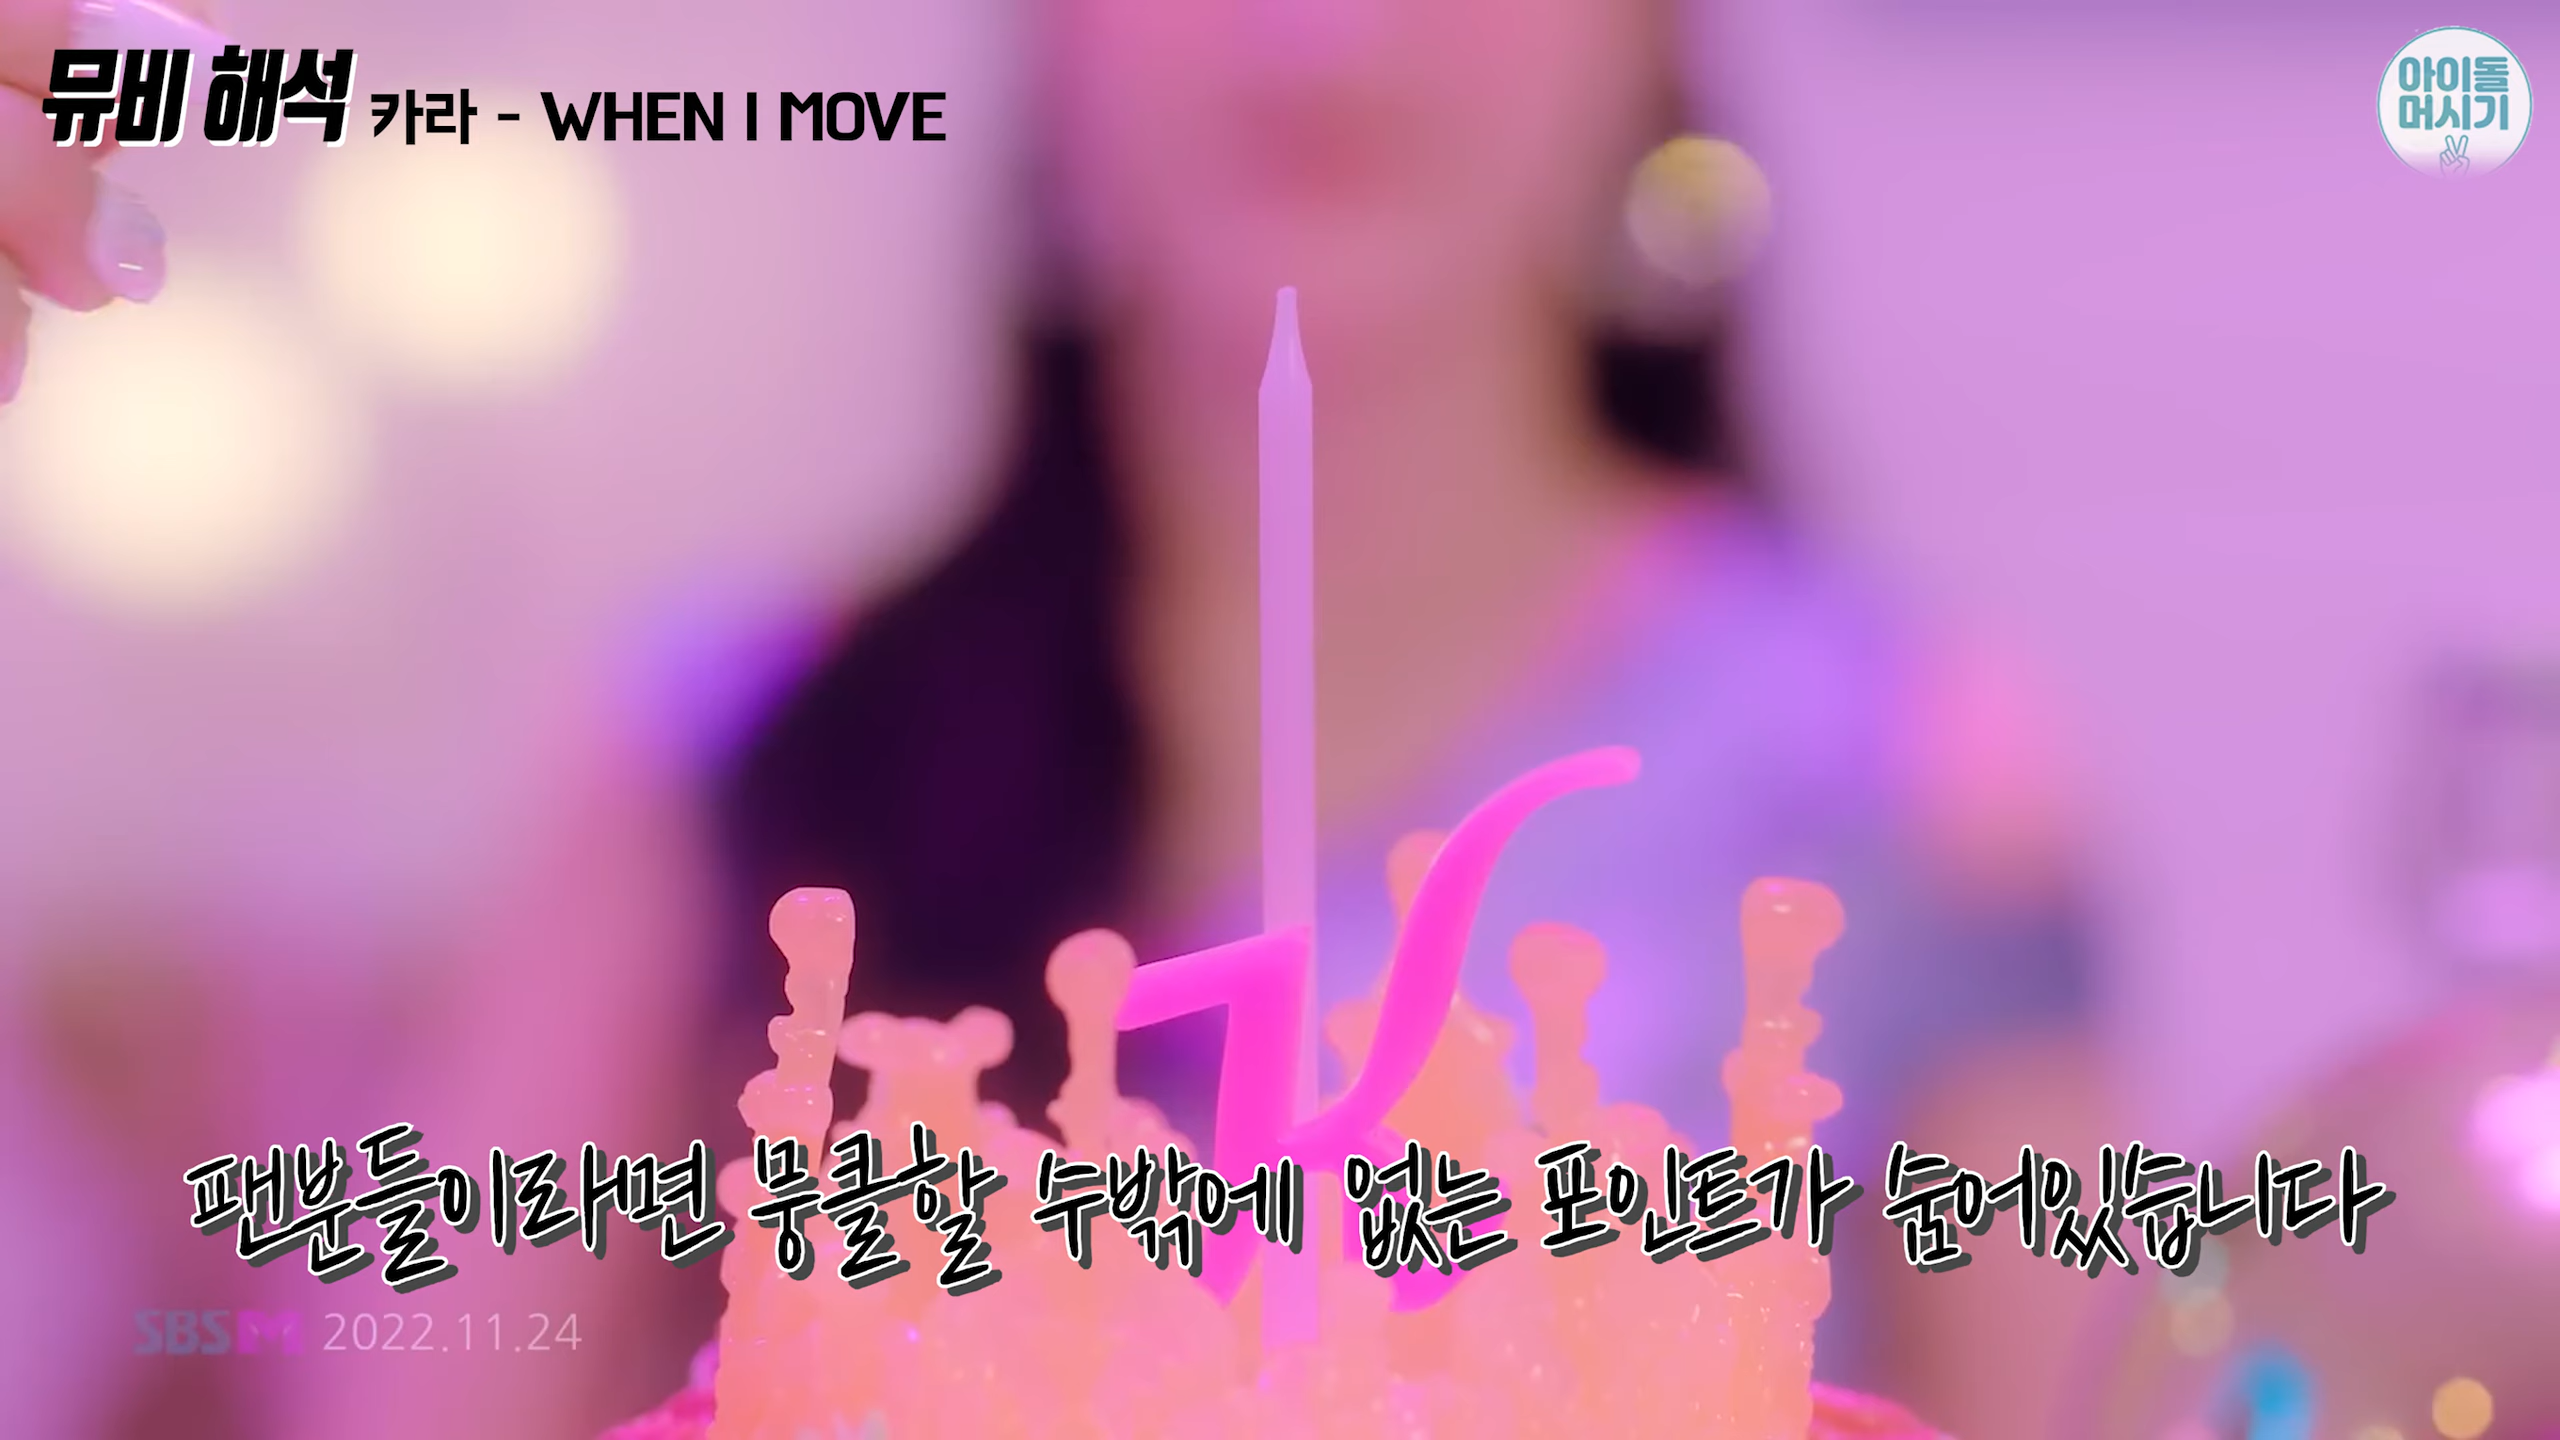 뮤비 해석 카라 - WHEN I MOVE
아이돌
머시기
팬분들이라면 뭉클할 수밖에 없는 포인트가 숨어있습니다
SBS M 2022.11.24